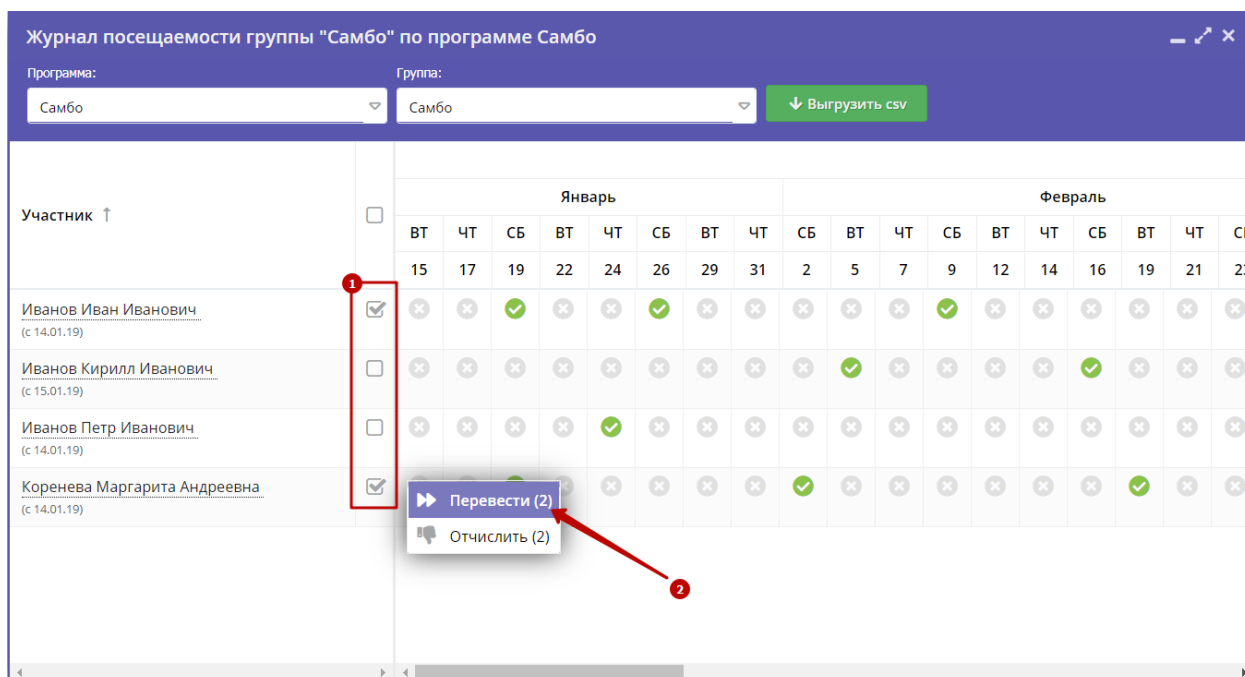 Журнал посещаемости группы "Самбо" по программе Самбо
Программа: Группа:
Самбо Самбо Выгрузить csv
Январь Февраль
Участник
ВТ ЧТ СБ ВТ ЧТ СБ ВТ ЧТ СБ ВТ ЧТ СБ ВТ ЧТ СБ ВТ ЧТ
15 17 19 22 24 26 29 31 2 5 7 9 12 14 16 19 21
1
Иванов Иван Иванович
(с 14.01.19)
Иванов Кирилл Иванович
(с 15.01.19)
Иванов Петр Иванович
(с 14.01.19)
Коренева Маргарита Андреевна
(с 14.01.19)
Перевести (2)
Отчислить (2)
2